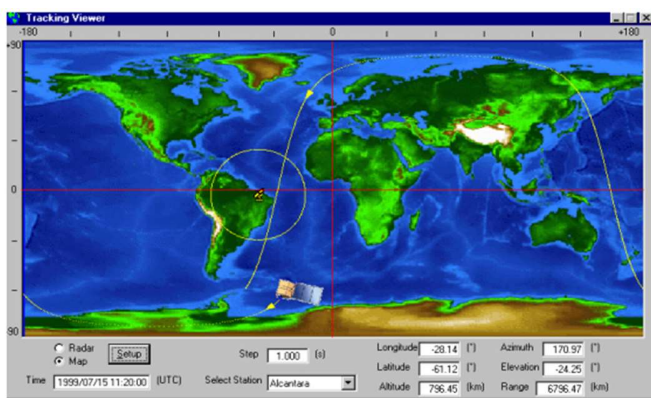 Tracking Viewer
-180 0 +180
+90
0
-90
Radar
Map
Setup
Step 1.000 (s)
Longitude -28.14 (°) Azimuth 170.97 (°)
Latitude -61.12 (°) Elevation -24.25 (°)
Time 1999/07/15 11:20:00 (UTC) Select Station Alcantara Altitude 796.45 (km) Range 6796.47 (km)